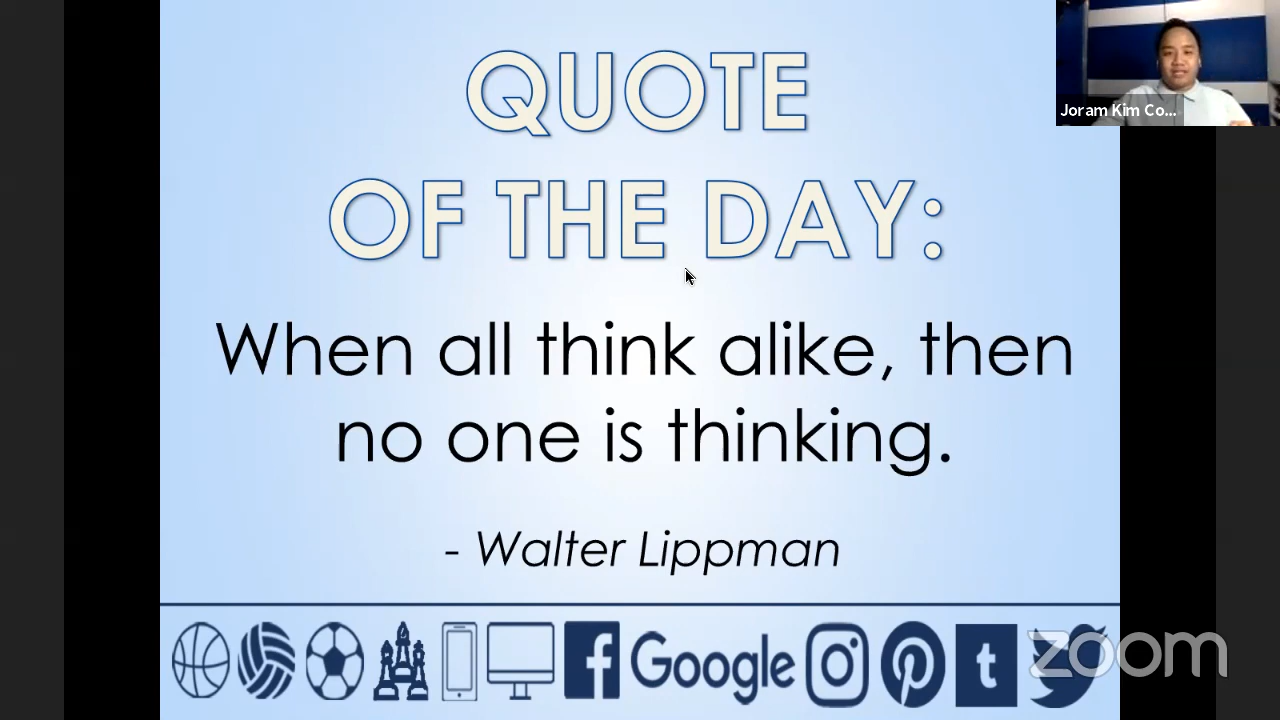 QUOTE
OF THE DAY:
Joram Kim Co...
When all think alike, then
no one is thinking.
- Walter Lippman
f Google t
zoom